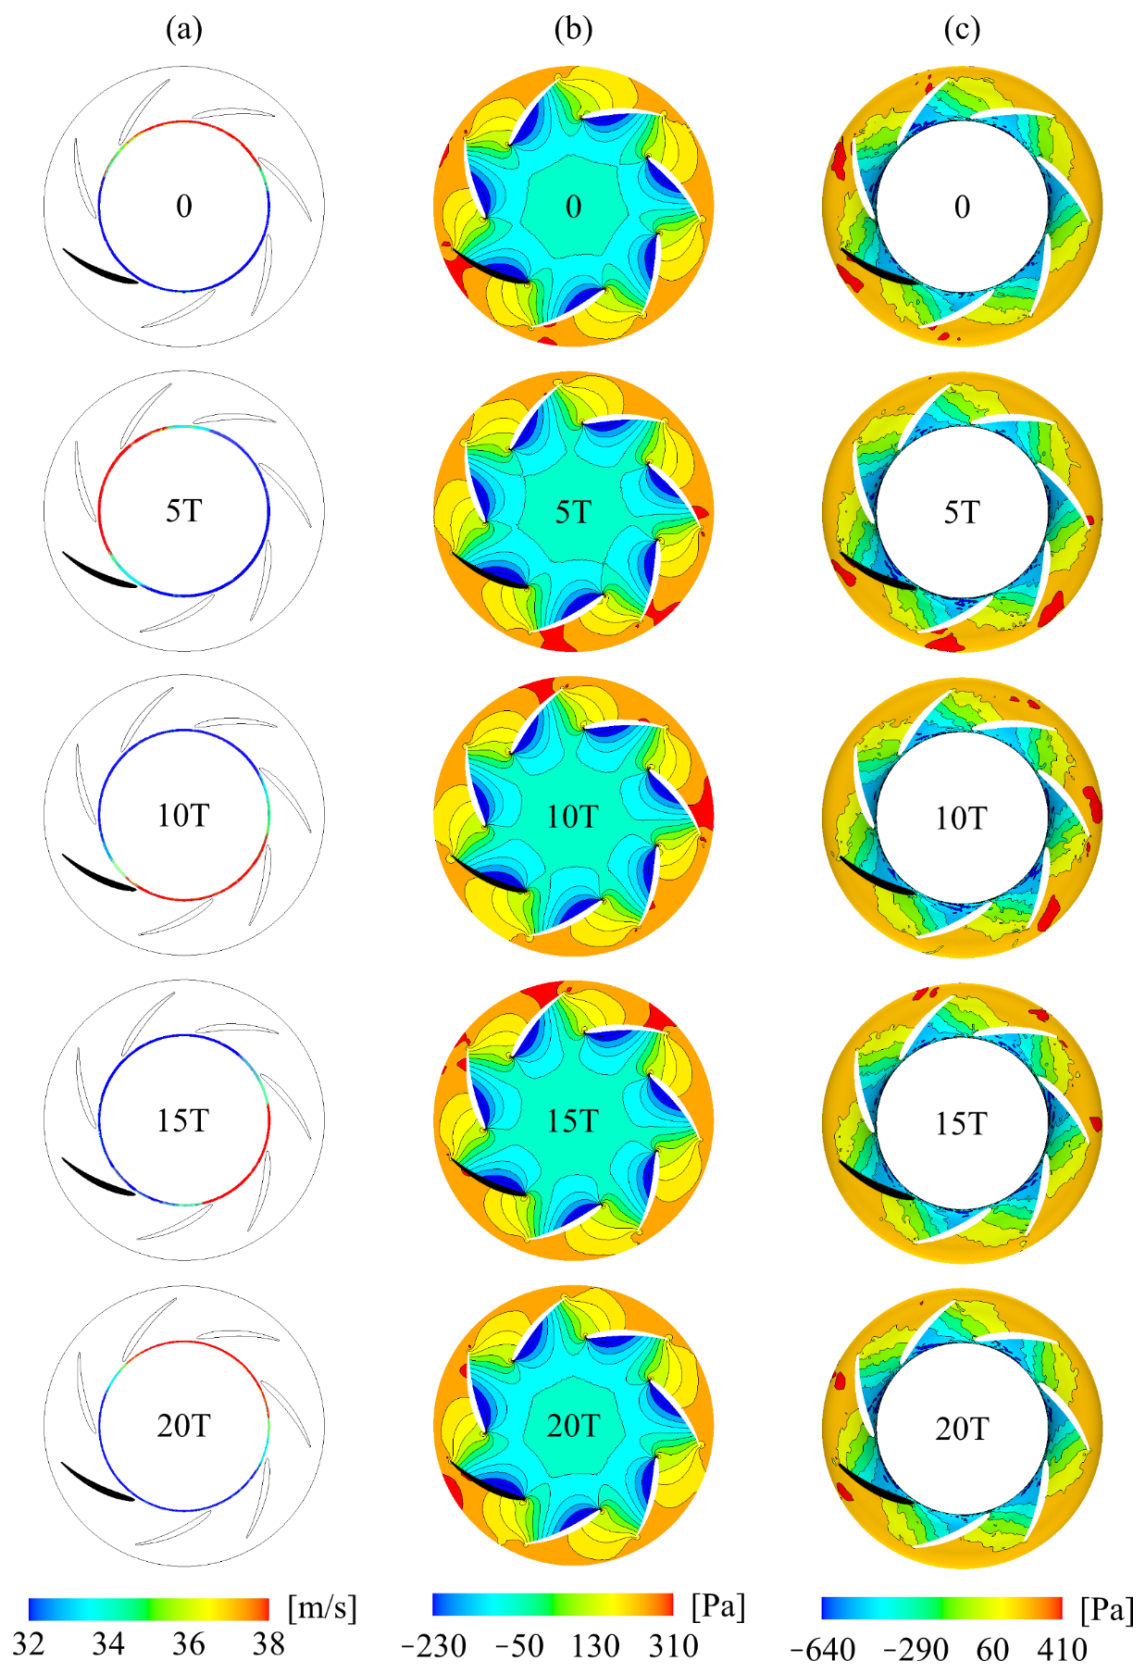 (a) (b) (c)
0 0 0
5T 5T 5T
10T 10T 10T
15T 15T 15T
20T 20T 20T
[m/s] [Pa] [Pa]
32 34 36 38 −230 −50 130 310 −640 −290 60 410